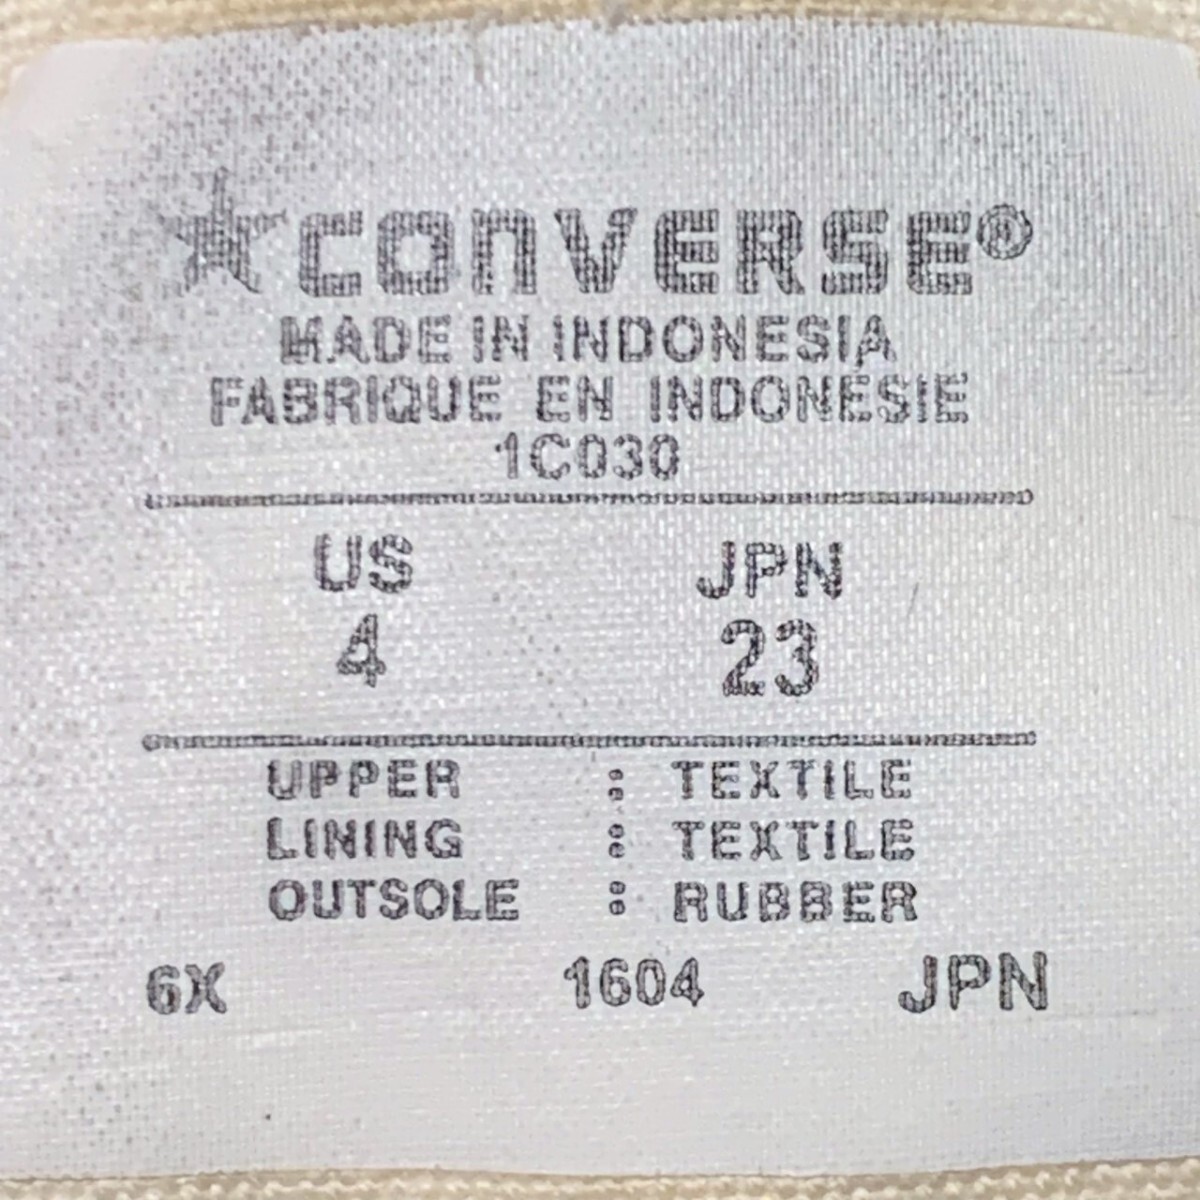 ★CONVERSE®
MADE IN INDONESIA
FABRIQUE EN INDONESIE
1C030
US JPN
4 23
UPPER : TEXTILE
LINING : TEXTILE
OUTSOLE : RUBBER
6X 1604 JPN